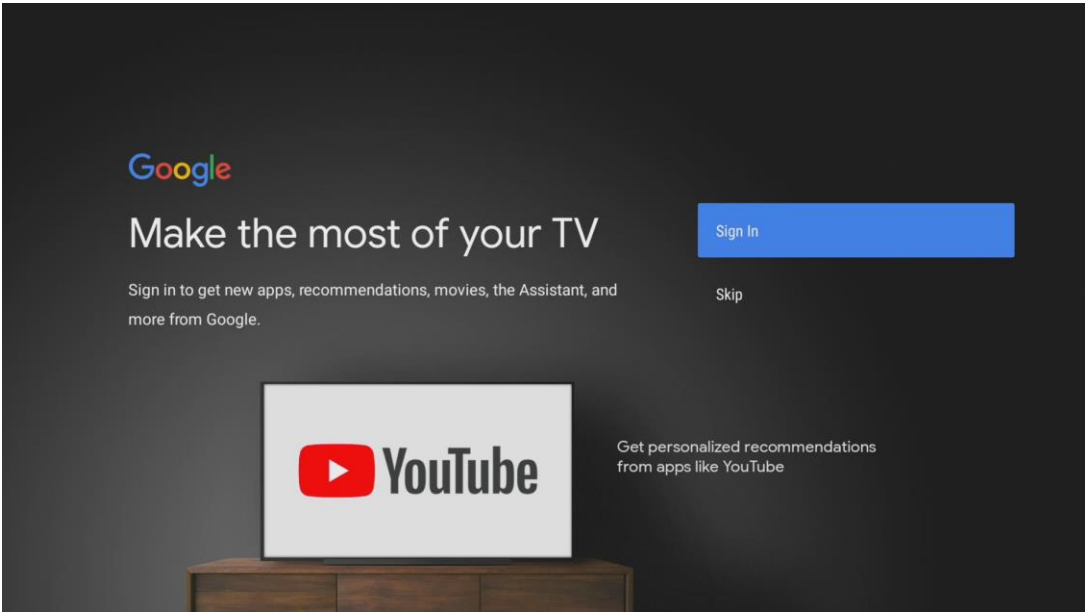 Google
Make the most of your TV
Sign in to get new apps, recommendations, movies, the Assistant, and
more from Google.
Sign In
Skip
YouTube
Get personalized recommendations
from apps like YouTube